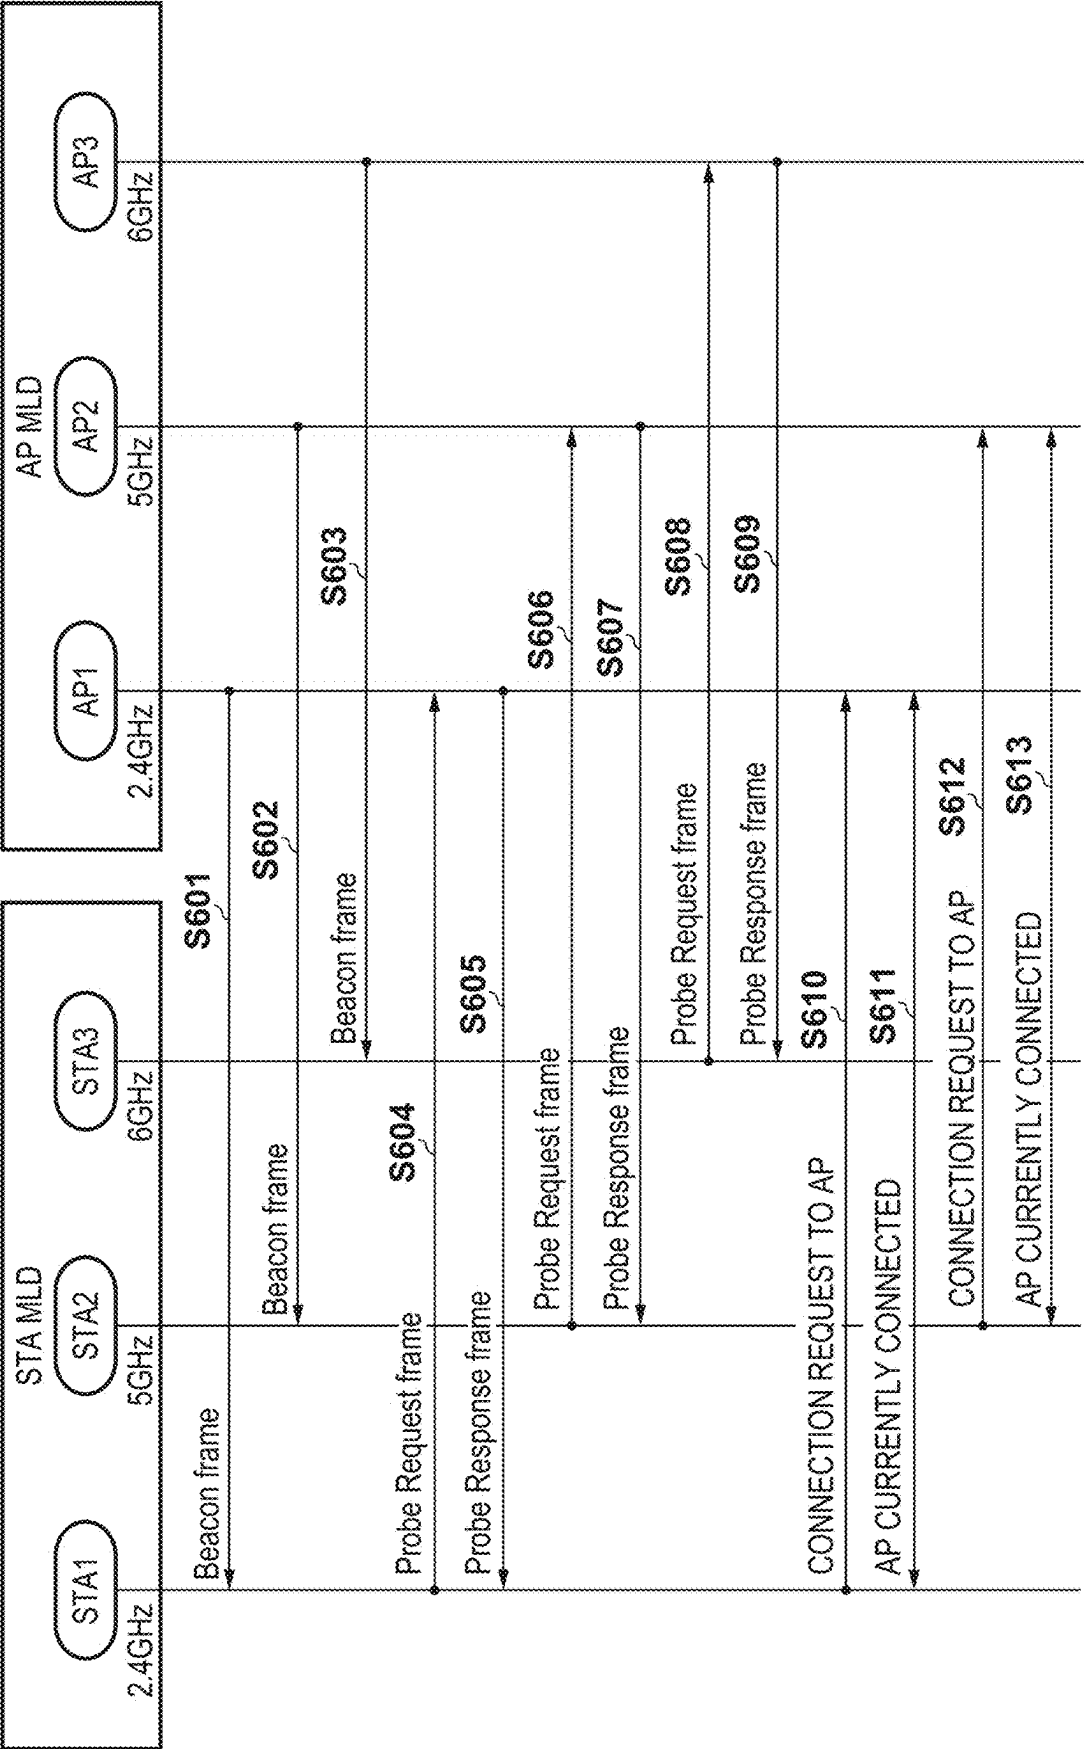 STA MLD
AP MLD
STA1
STA2
STA3
AP1
AP2
AP3
2.4GHz
5GHz
6GHz
2.4GHz
5GHz
6GHz
Beacon frame
S601
Beacon frame
S602
Beacon frame
S603
Probe Request frame
S604
Probe Response frame
S605
Probe Request frame
S606
Probe Response frame
S607
Probe Request frame
S608
Probe Response frame
S609
CONNECTION REQUEST TO AP
S610
AP CURRENTLY CONNECTED
S611
CONNECTION REQUEST TO AP
S612
AP CURRENTLY CONNECTED
S613